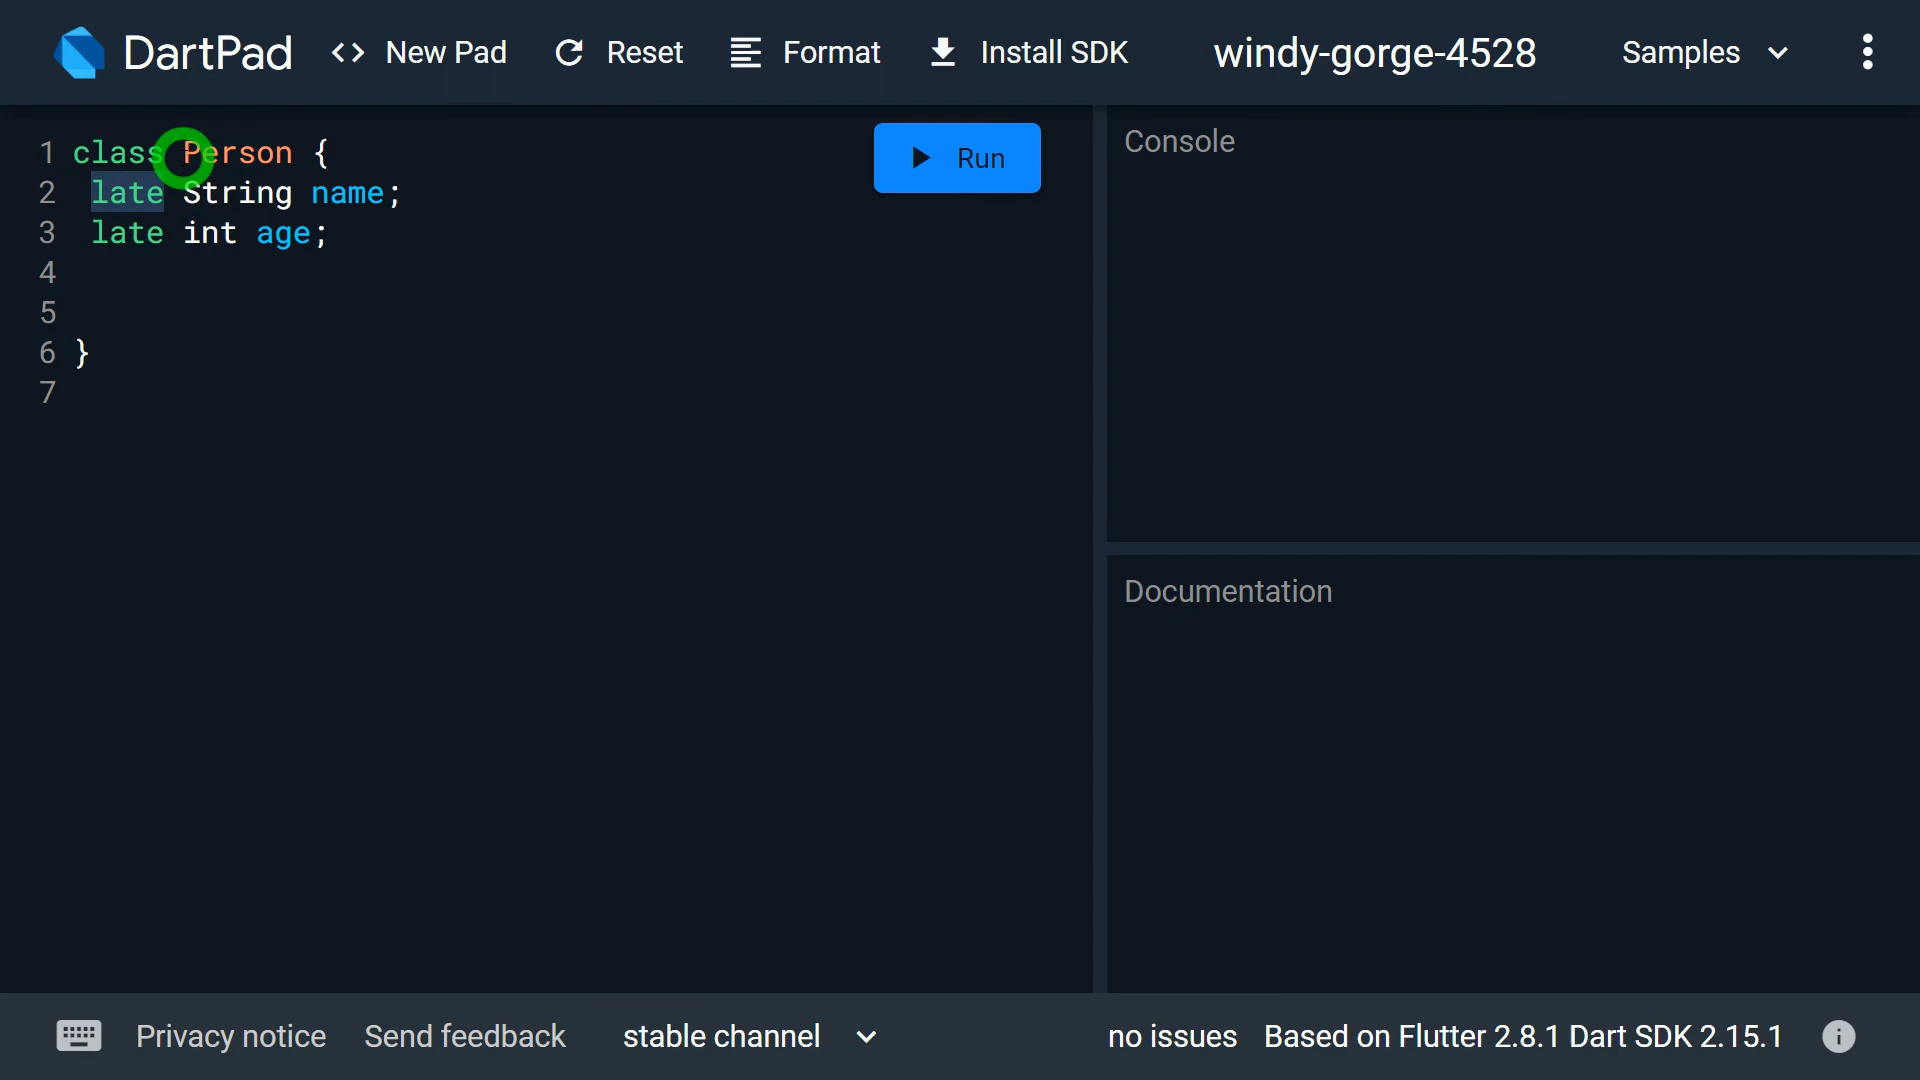 DartPad <> New Pad Reset Format Install SDK windy-gorge-4528 Samples
1 class Person {
2 late String name;
3 late int age;
4
5
6 }
7
Run
Console
Documentation
Privacy notice Send feedback stable channel no issues Based on Flutter 2.8.1 Dart SDK 2.15.1